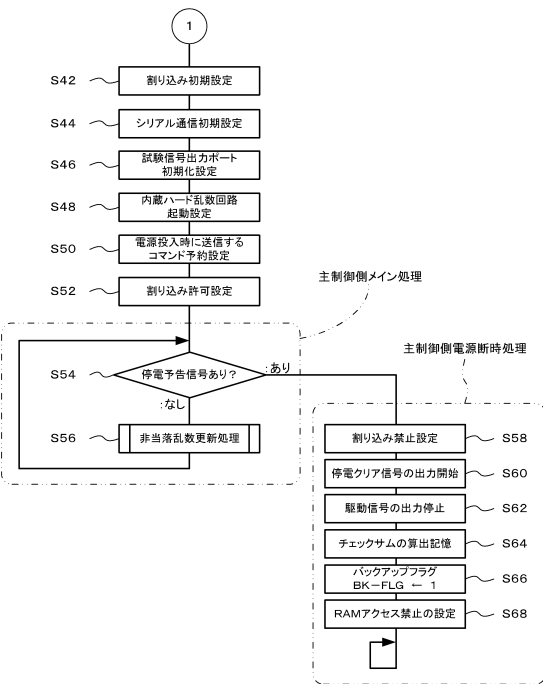 1
S42
割り込み初期設定
S44
シリアル通信初期設定
S46
試験信号出力ポート
初期化設定
S48
内蔵ハード乱数回路
起動設定
S50
電源投入時に送信する
コマンド予約設定
S52
割り込み許可設定
主制御側メイン処理
S54
停電予告信号あり?
:あり
:なし
S56
非当落乱数更新処理
主制御側電源断時処理
割り込み禁止設定
S58
停電クリア信号の出力開始
S60
駆動信号の出力停止
S62
チェックサムの算出記憶
S64
バックアップフラグ
BK-FLG ← 1
S66
RAMアクセス禁止の設定
S68